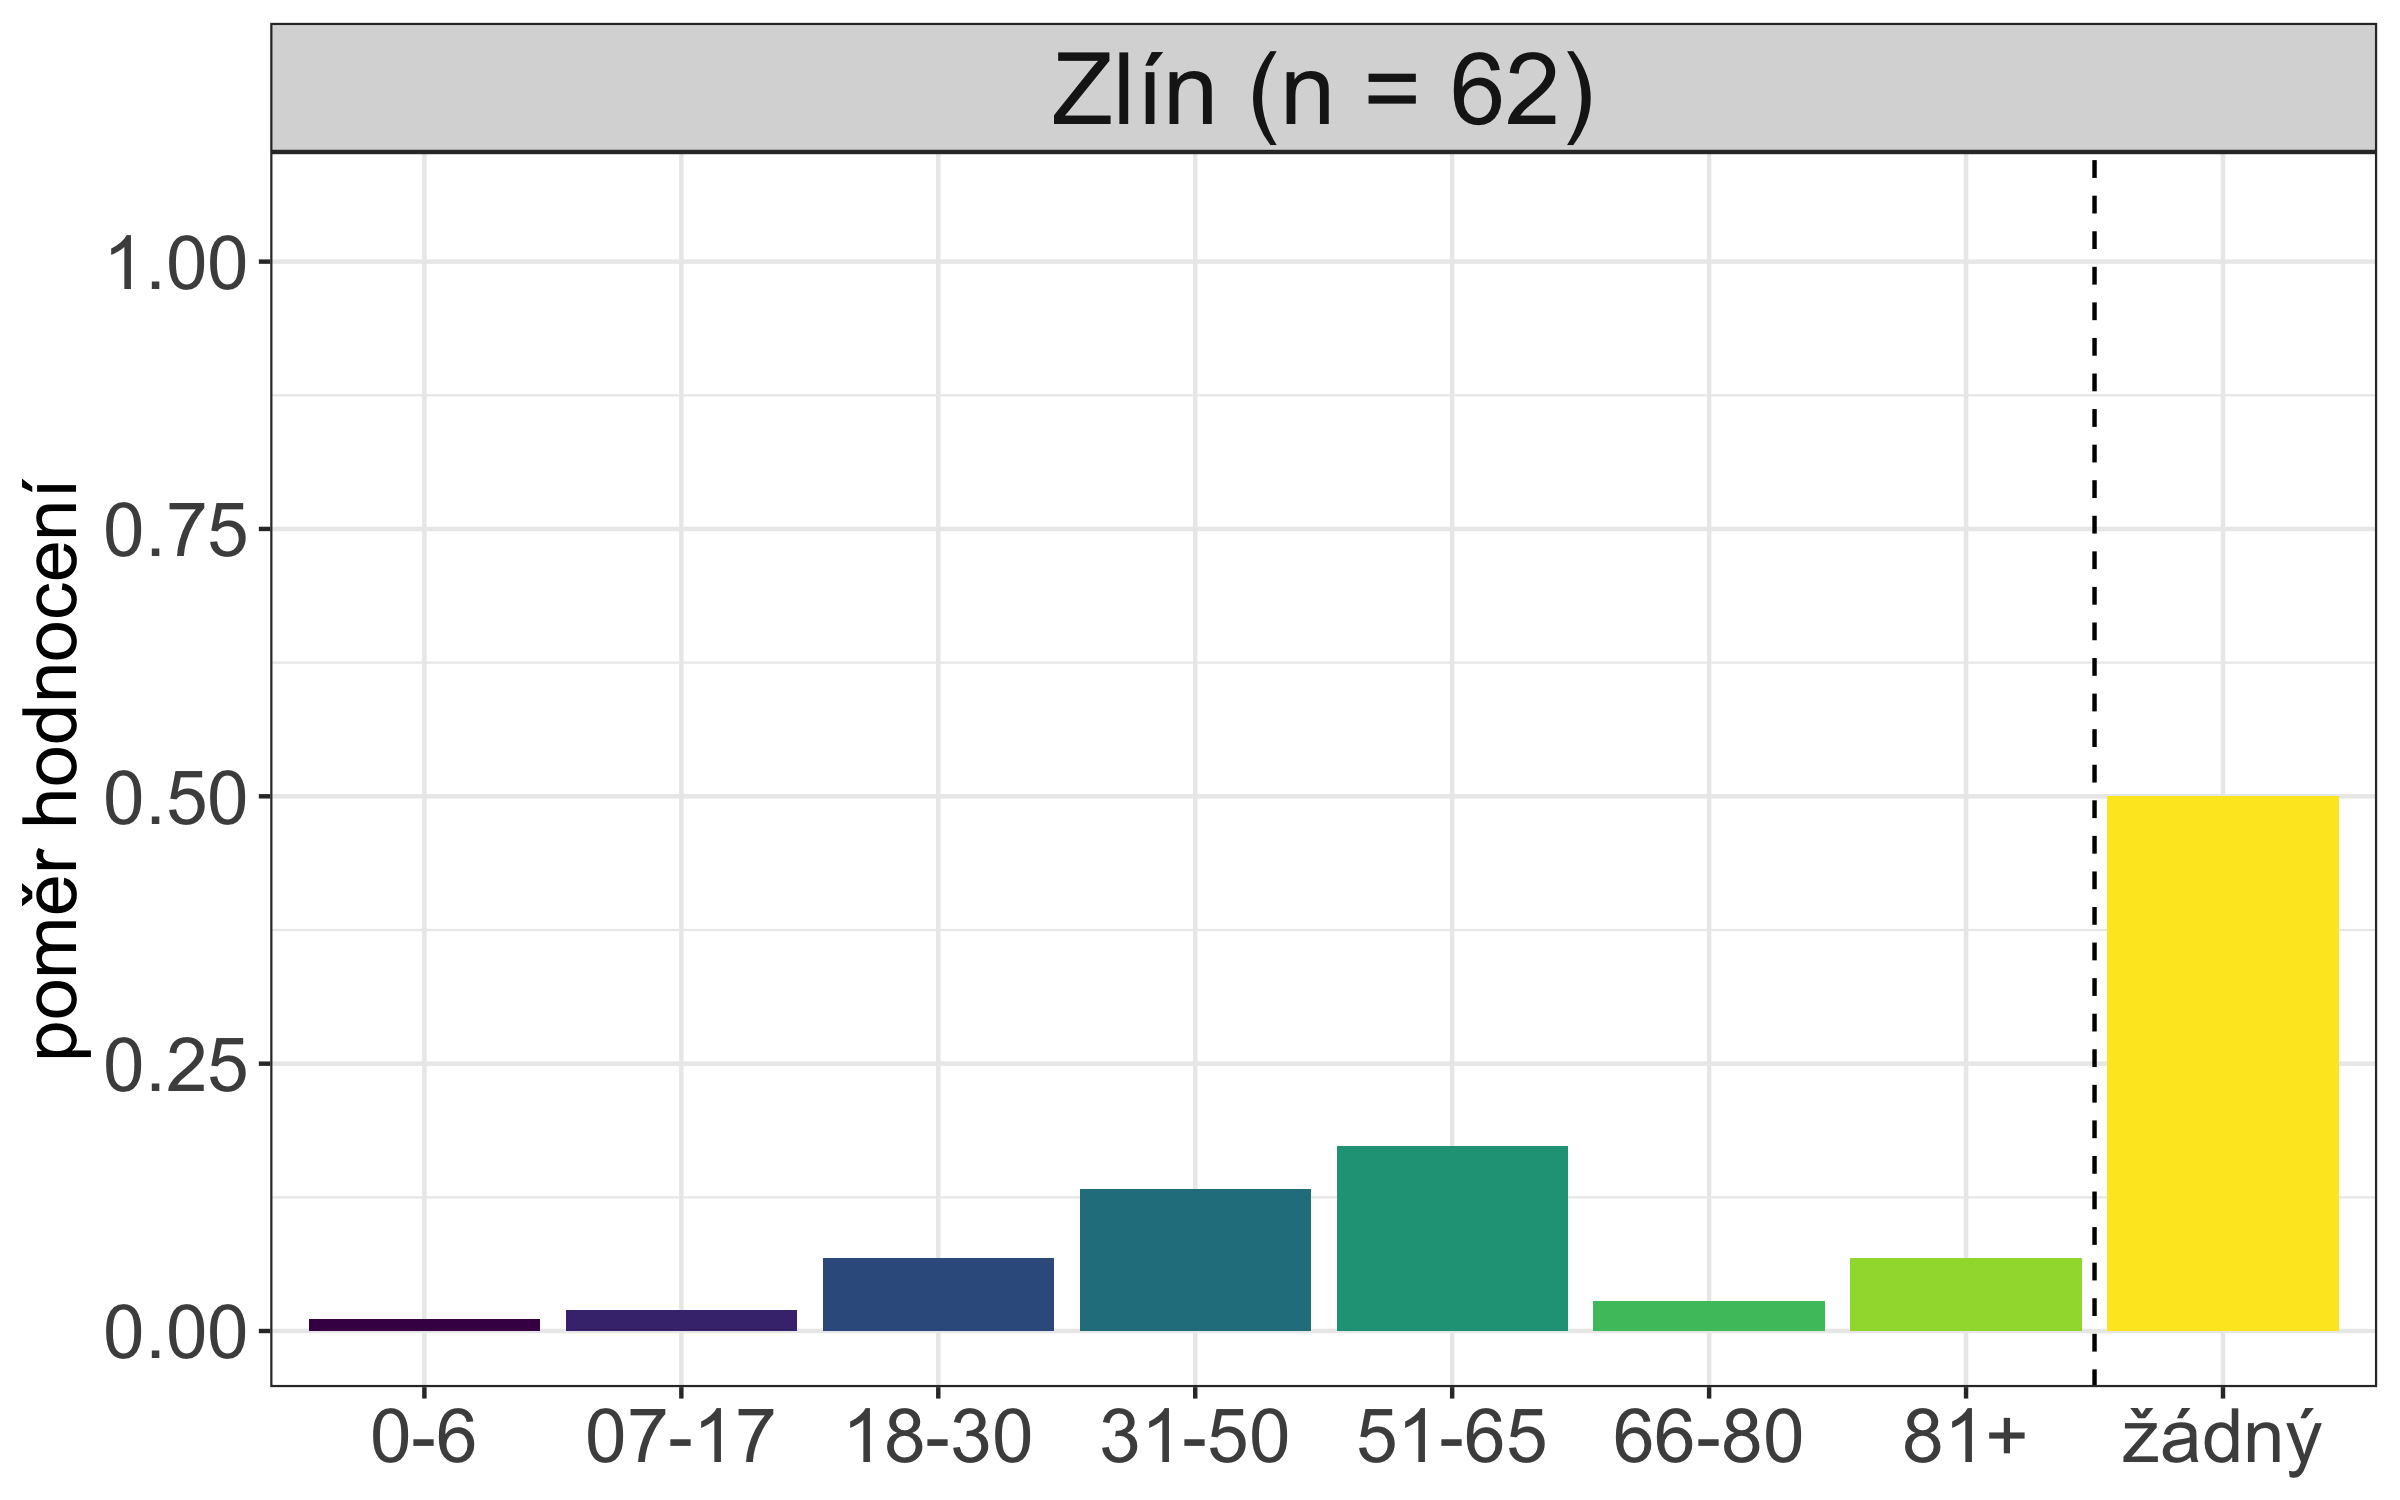 Zlín (n = 62)
poměr hodnocení
1.00
0.75
0.50
0.25
0.00
0-6 07-17 18-30 31-50 51-65 66-80 81+ žádný